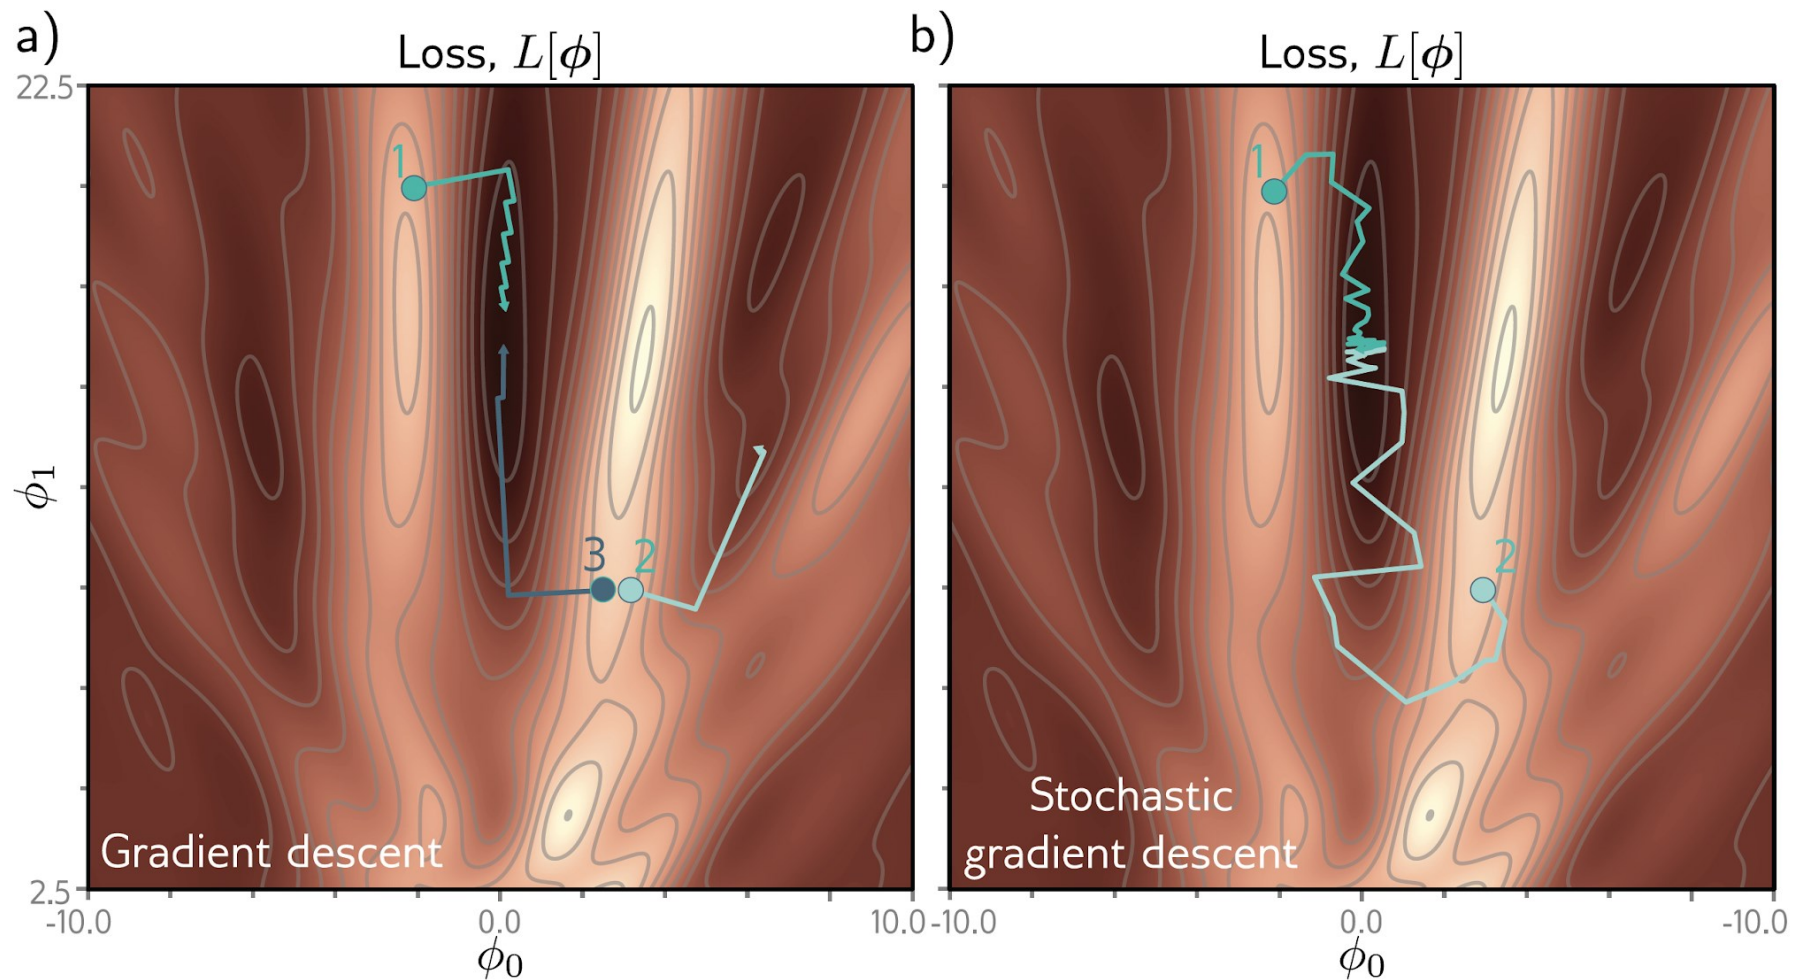 a)
Loss, L[ϕ]
22.5
1
ϕ1
3 2
Gradient descent
2.5
-10.0 0.0 10.0
ϕ0
b)
Loss, L[ϕ]
1
2
Stochastic
gradient descent
-10.0 0.0 -10.0
ϕ0